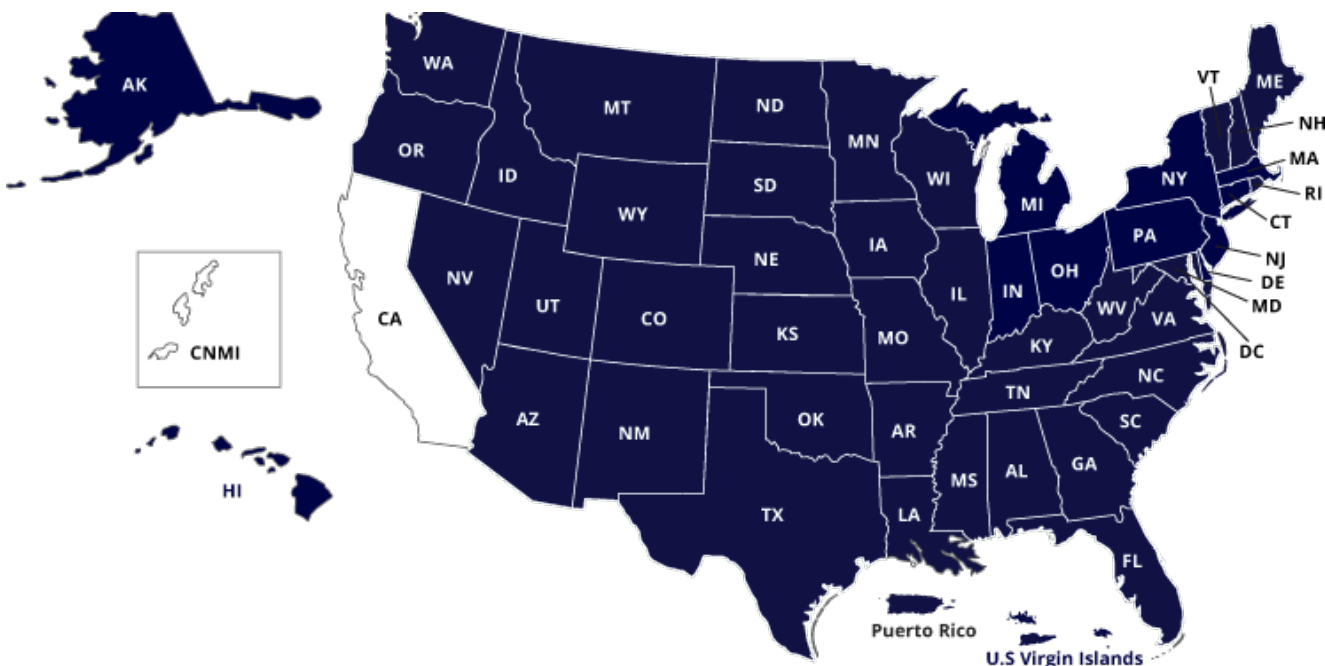 AK
WA
MT
ND
MN
VT
ME
NH
OR
ID
SD
WI
MI
NY
MA
RI
WY
CT
PA
IA
NE
OH
NJ
NV
IN
DE
UT
IL
MD
CA
CO
WV
VA
KS
MO
KY
DC
CNMI
NC
TN
AZ
OK
SC
NM
AR
GA
MS
AL
HI
TX
LA
FL
Puerto Rico
U.S Virgin Islands